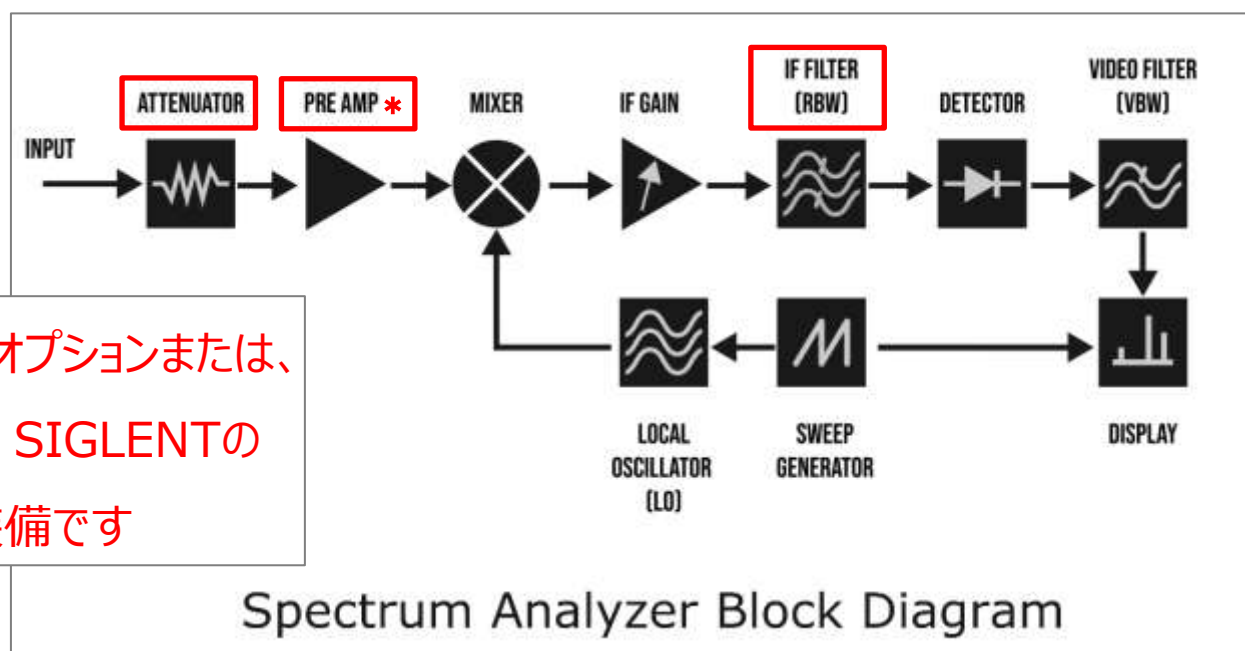 ATTENUATOR
PRE AMP *
MIXER
IF GAIN
IF FILTER
(RBW)
DETECTOR
VIDEO FILTER
(VBW)
INPUT
オプションまたは、
SIGLENTの
備です
LOCAL
OSCILLATOR
(LO)
SWEEP
GENERATOR
DISPLAY
Spectrum Analyzer Block Diagram